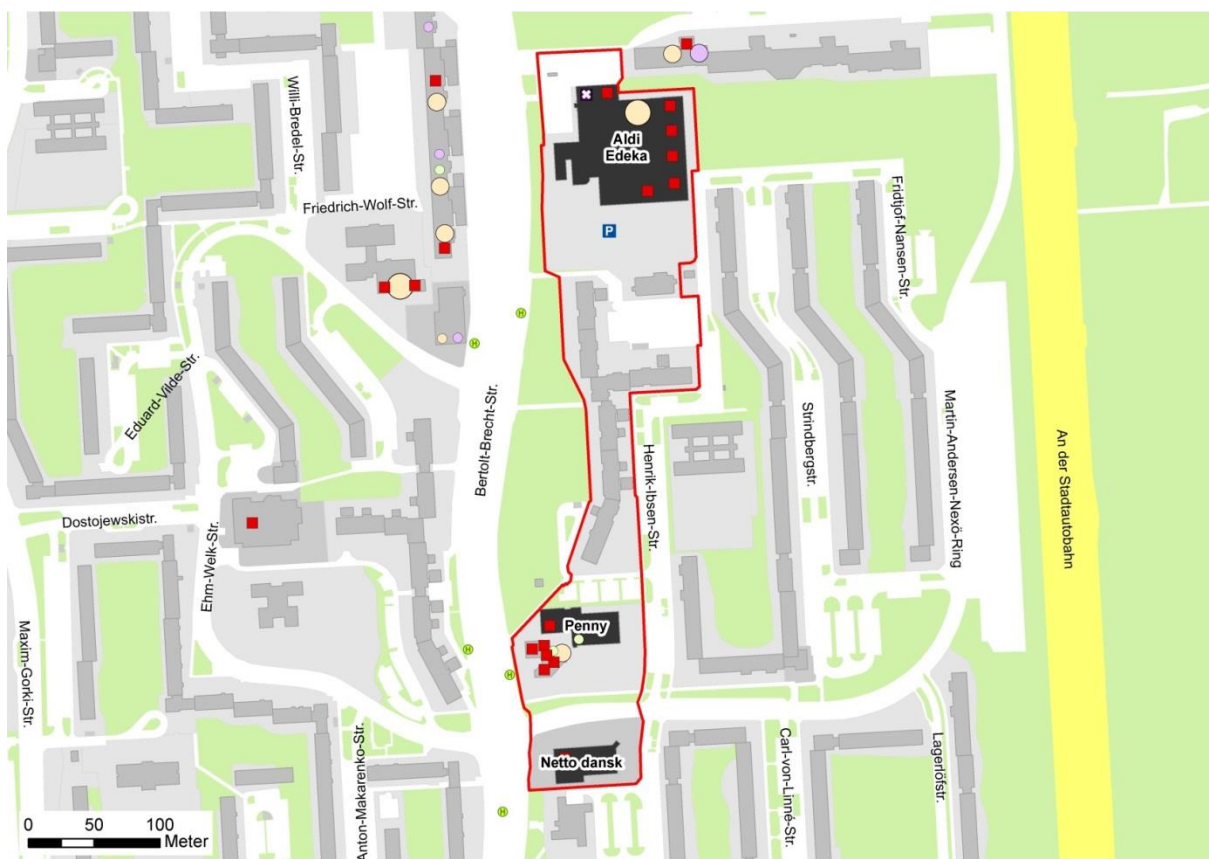 Willi-Bredel-Str.
Aldi
Edeka
Friedrich-Wolf-Str.
Fridtjof-Nansen-Str.
P
H
H
Eduard-Vilde-Str.
Bertolt-Brecht-Str.
Henrik-Ibsen-Str.
Strindbergstr.
Martin-Andersen-Nexö-Ring
An der Stadtautobahn
Dostojewskistr.
Ehm-Welk-Str.
Maxim-Gorki-Str.
Penny
H
H
Netto dansk
Anton-Makarenko-Str.
Carl-von-Linné-Str.
Lagerlöfstr.
H
0 50 100
Meter